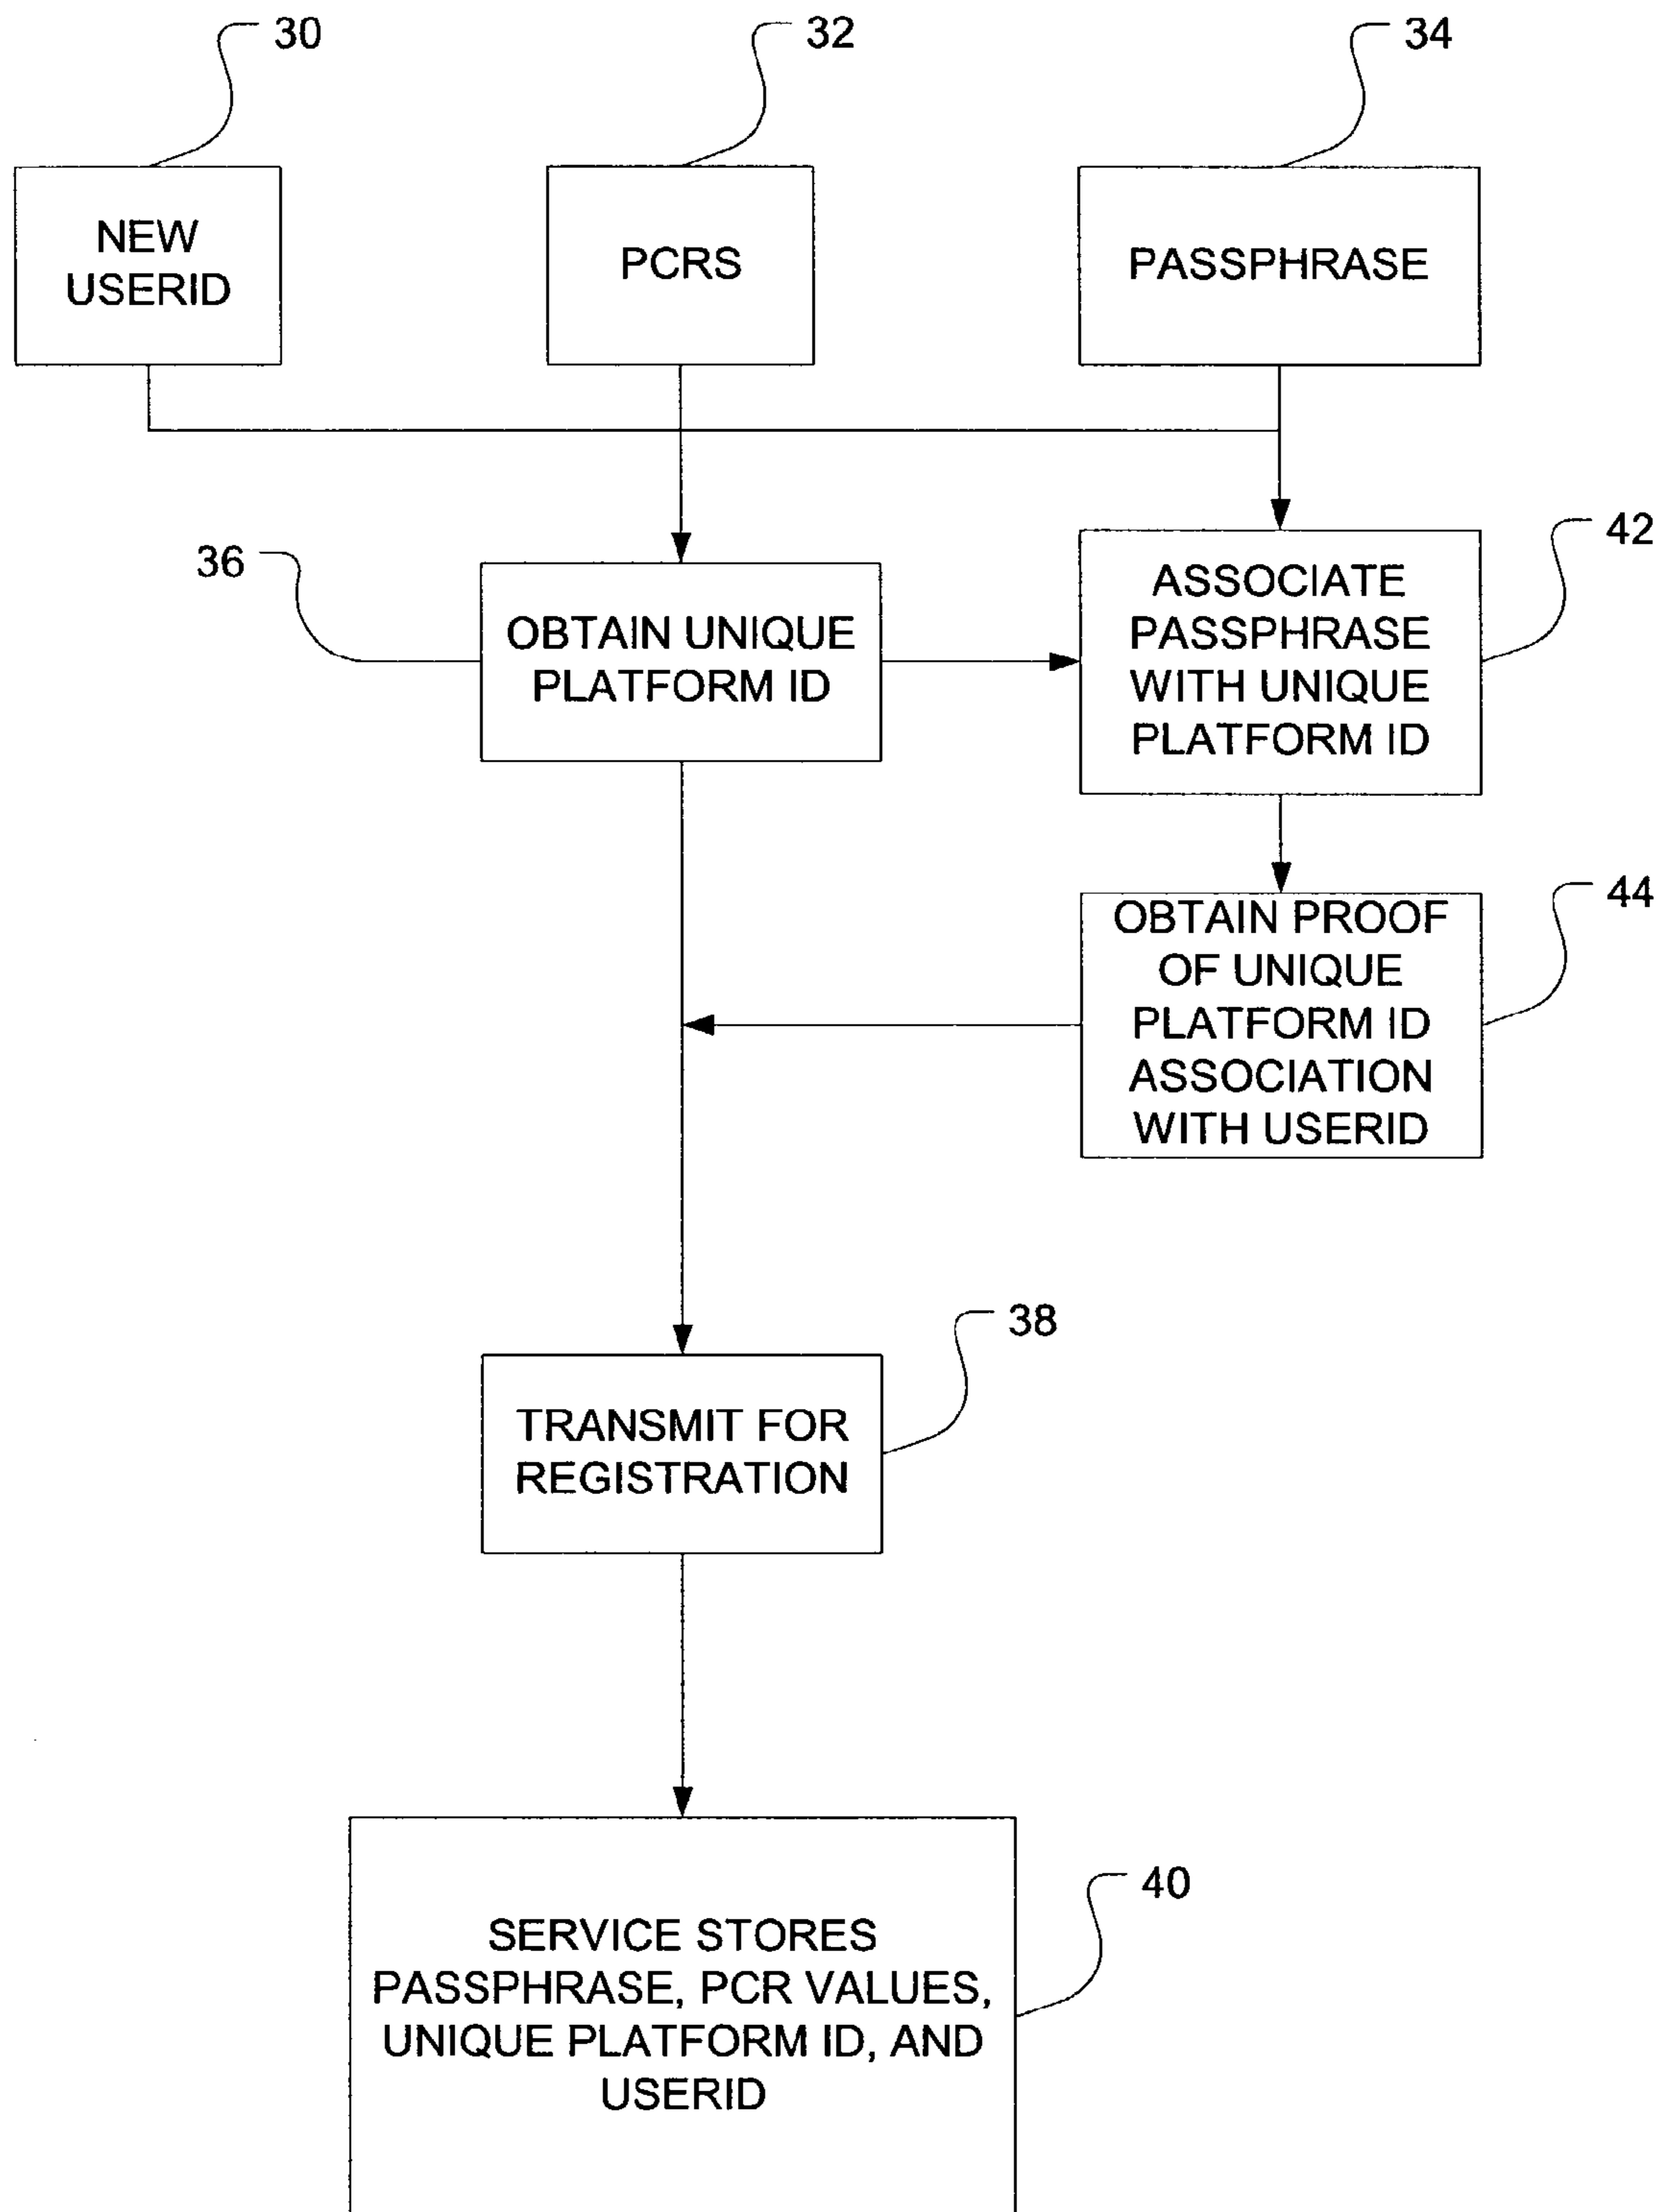 30
32
34
NEW
USERID
PCRS
PASSPHRASE
36
OBTAIN UNIQUE
PLATFORM ID
42
ASSOCIATE
PASSPHRASE
WITH UNIQUE
PLATFORM ID
44
OBTAIN PROOF
OF UNIQUE
PLATFORM ID
ASSOCIATION
WITH USERID
38
TRANSMIT FOR
REGISTRATION
40
SERVICE STORES
PASSPHRASE, PCR VALUES,
UNIQUE PLATFORM ID, AND
USERID